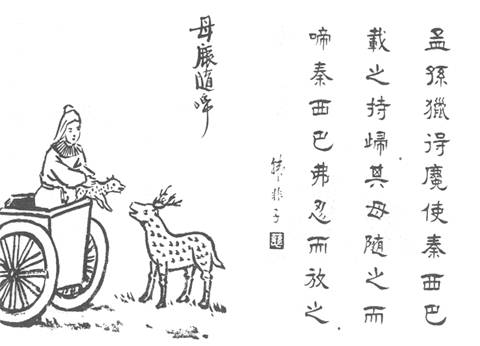 孟孫獵得麑使秦西巴
載之持歸其母隨之而
啼秦西巴弗忍而放之
韓非子
母鹿隨啼